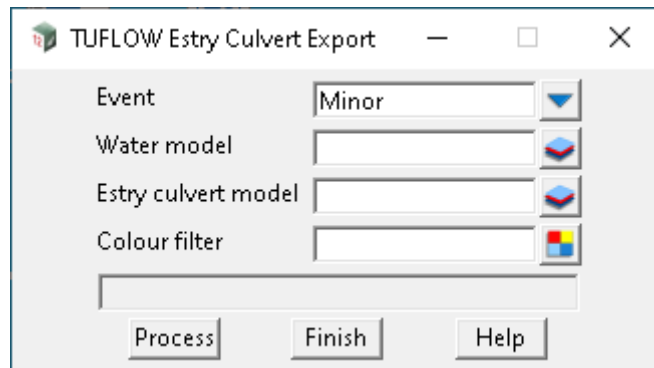 TUFLOW Estry Culvert Export
Event Minor
Water model
Estry culvert model
Colour filter
Process Finish Help